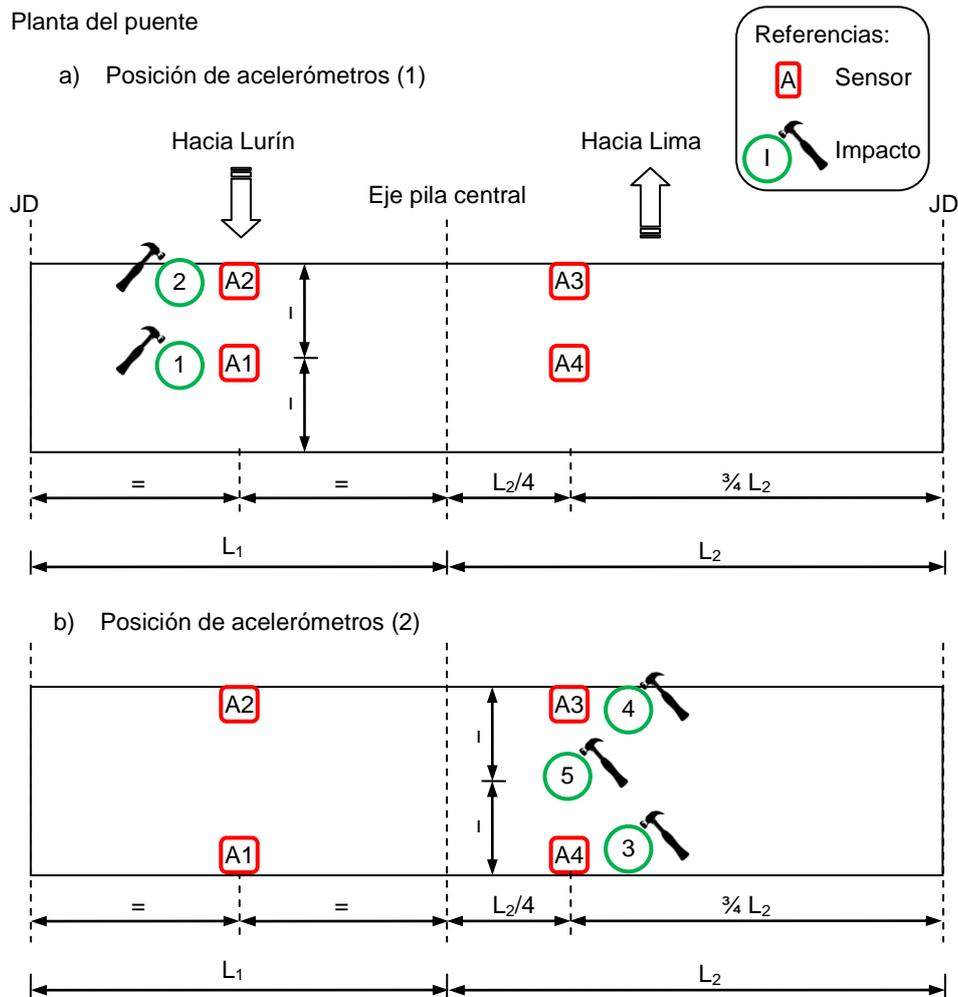 Planta del puente
Referencias:
A Sensor
I Impacto
a) Posición de acelerómetros (1)
Hacia Lurín
Hacia Lima
JD
Eje pila central
JD
2 A2 A3
1 A1 A4
= =
= = L₂/4 ¾ L₂
L₁ L₂
b) Posición de acelerómetros (2)
A2 A3 4
=
5
=
A1 A4 3
= = L₂/4 ¾ L₂
L₁ L₂